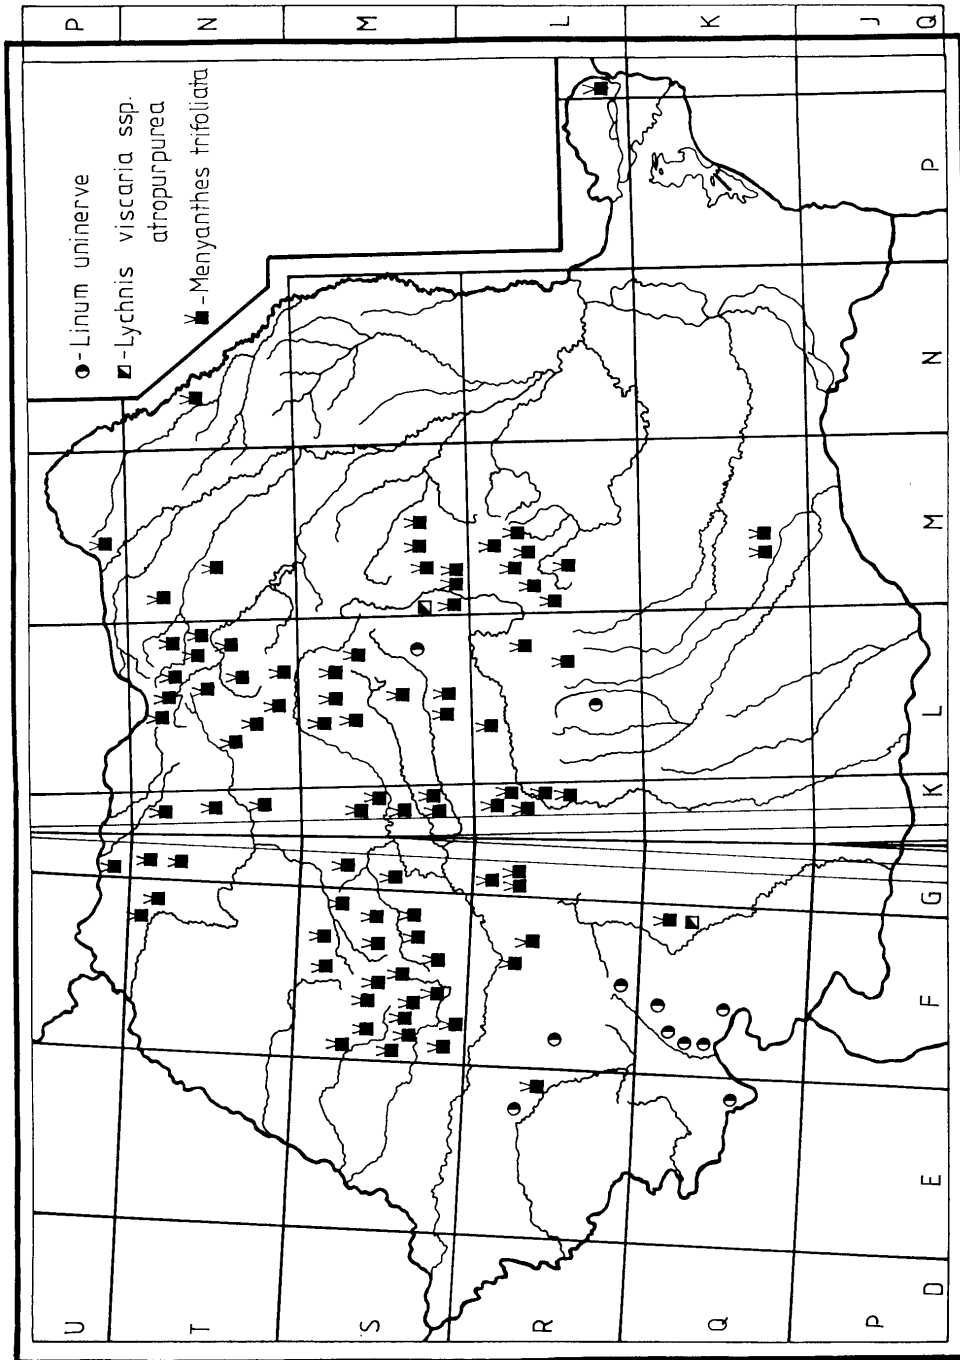 - Linum uninerve
- Lychnis viscaria ssp.
atropurpurea
- Menyanthes trifoliata
P
N
M
L
K
J
Q
P
N
M
L
K
G
F
E
D
U
T
S
R
Q
P